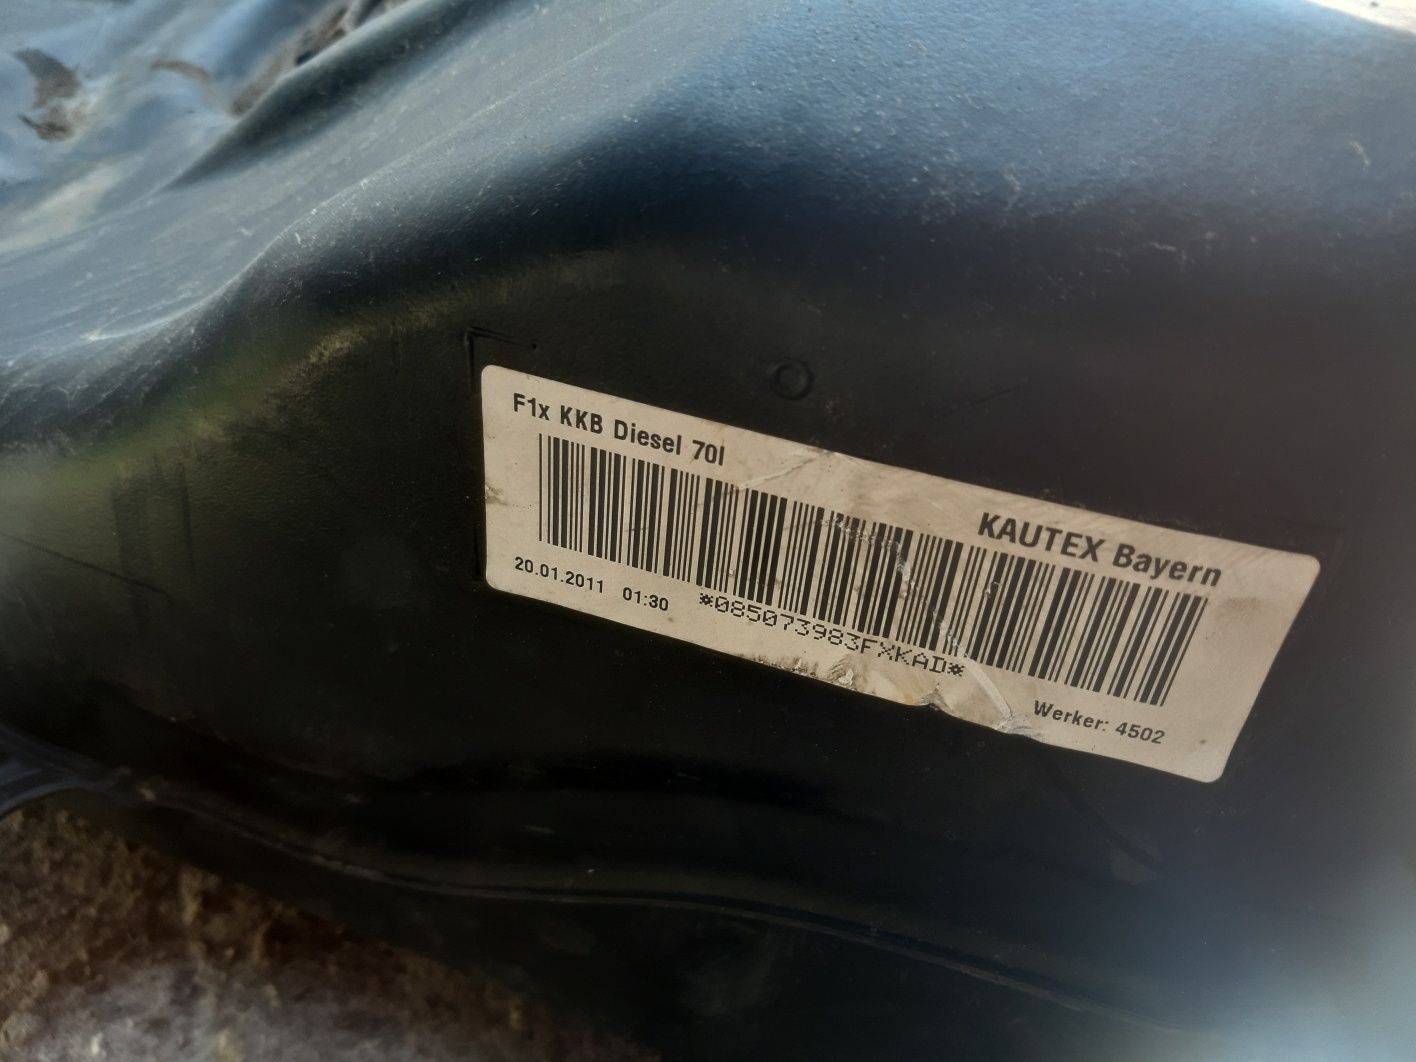 F1x KKB Diesel 70l
KAUTEX Bayern
20.01.2011 01:30 *085073983FXKAD*
Werker: 4502